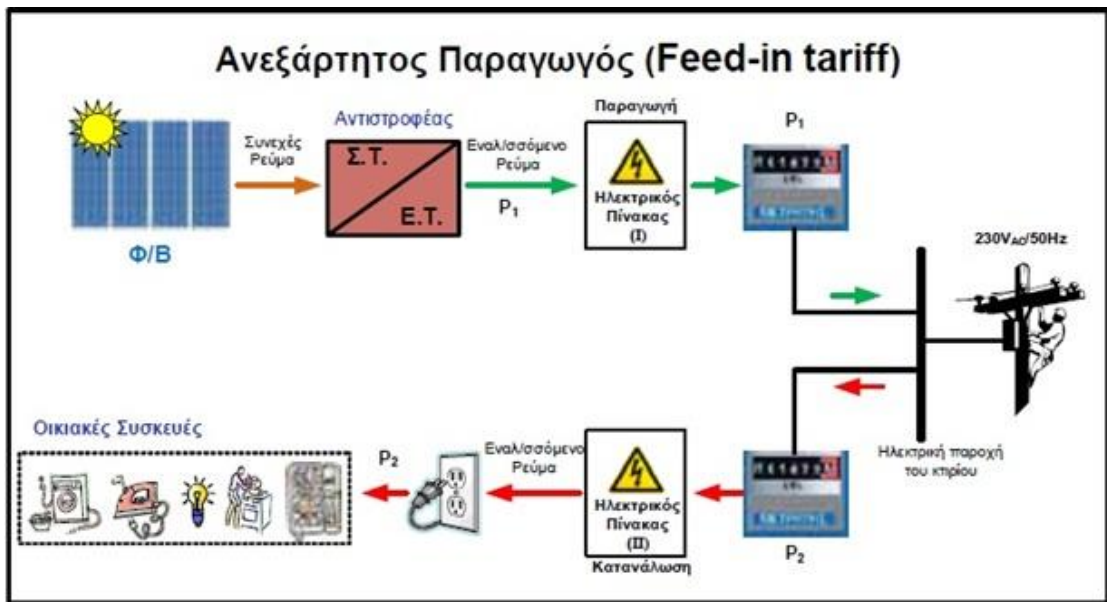 Ανεξάρτητος Παραγωγός (Feed-in tariff)
Συνεχές
Ρεύμα
Φ/Β
Αντιστροφέας
Σ.Τ.
Ε.Τ.
Εναλ/σσόμενο
Ρεύμα
P₁
Παραγωγή
Ηλεκτρικός
Πίνακας
(I)
P₁
230V_AC/50Hz
Οικιακές Συσκευές
P₂
Εναλ/σσόμενο
Ρεύμα
Ηλεκτρικός
Πίνακας
(II)
Κατανάλωση
P₂
Ηλεκτρική παροχή
του κτιρίου